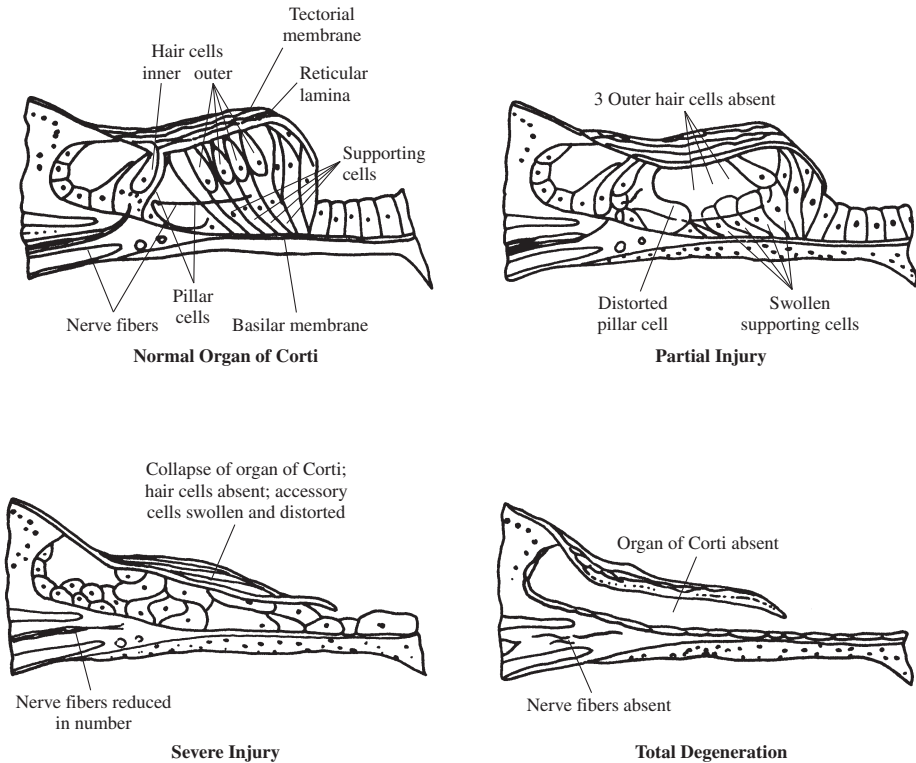 Tectorial
membrane
Hair cells
inner outer
Reticular
lamina
Supporting
cells
Pillar
cells
Nerve fibers
Basilar membrane
Normal Organ of Corti
3 Outer hair cells absent
Distorted
pillar cell
Swollen
supporting cells
Partial Injury
Collapse of organ of Corti;
hair cells absent; accessory
cells swollen and distorted
Nerve fibers reduced
in number
Severe Injury
Organ of Corti absent
Nerve fibers absent
Total Degeneration